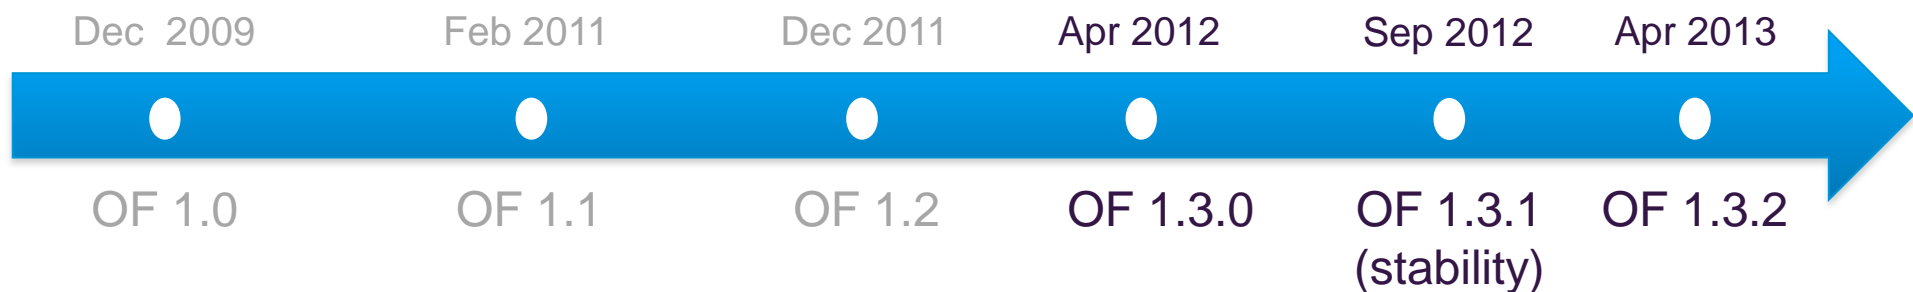 Dec 2009 Feb 2011 Dec 2011 Apr 2012 Sep 2012 Apr 2013
OF 1.0 OF 1.1 OF 1.2 OF 1.3.0 OF 1.3.1 OF 1.3.2
(stability)